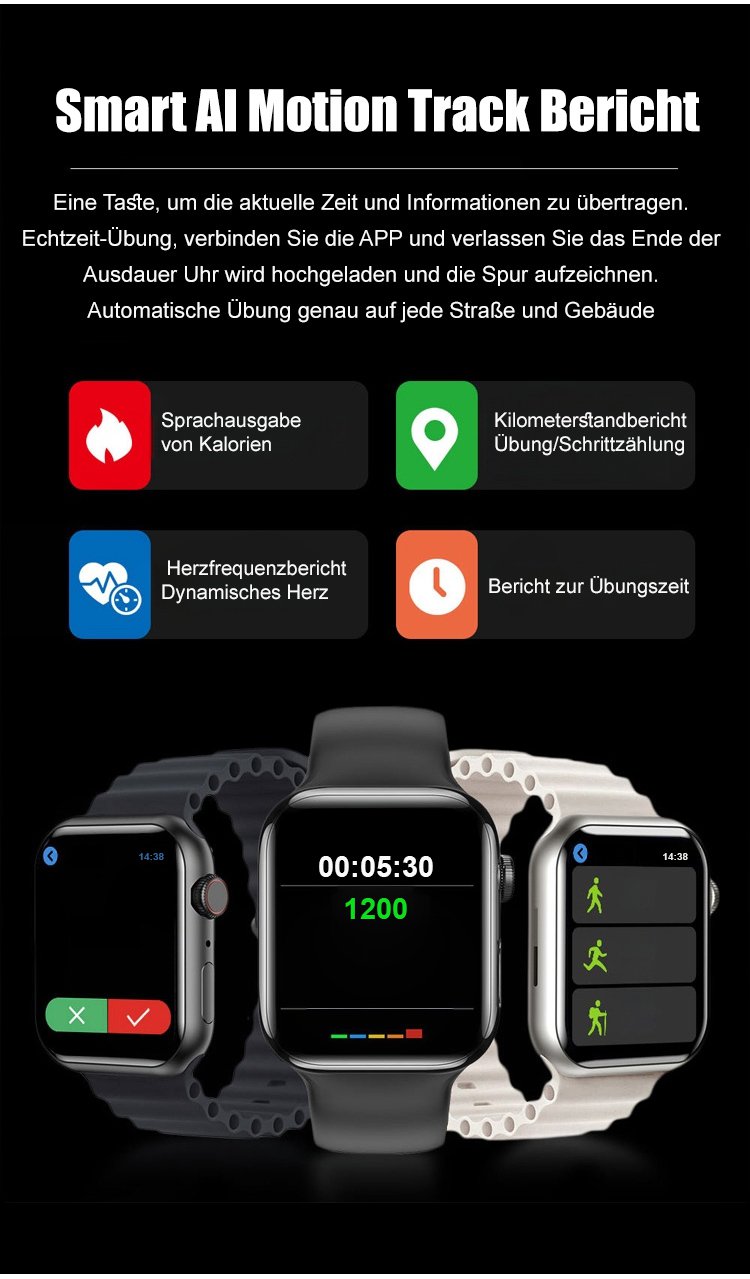 Smart AI Motion Track Bericht
Eine Taste, um die aktuelle Zeit und Informationen zu übertragen.
Echtzeit-Übung, verbinden Sie die APP und verlassen Sie das Ende der
Ausdauer Uhr wird hochgeladen und die Spur aufzeichnen.
Automatische Übung genau auf jede Straße und Gebäude
Sprachausgabe
von Kalorien
Kilometerstandbericht
Übung/Schrittzählung
Herzfrequenzbericht
Dynamisches Herz
Bericht zur Übungszeit
14:38
00:05:30
1200
14:38